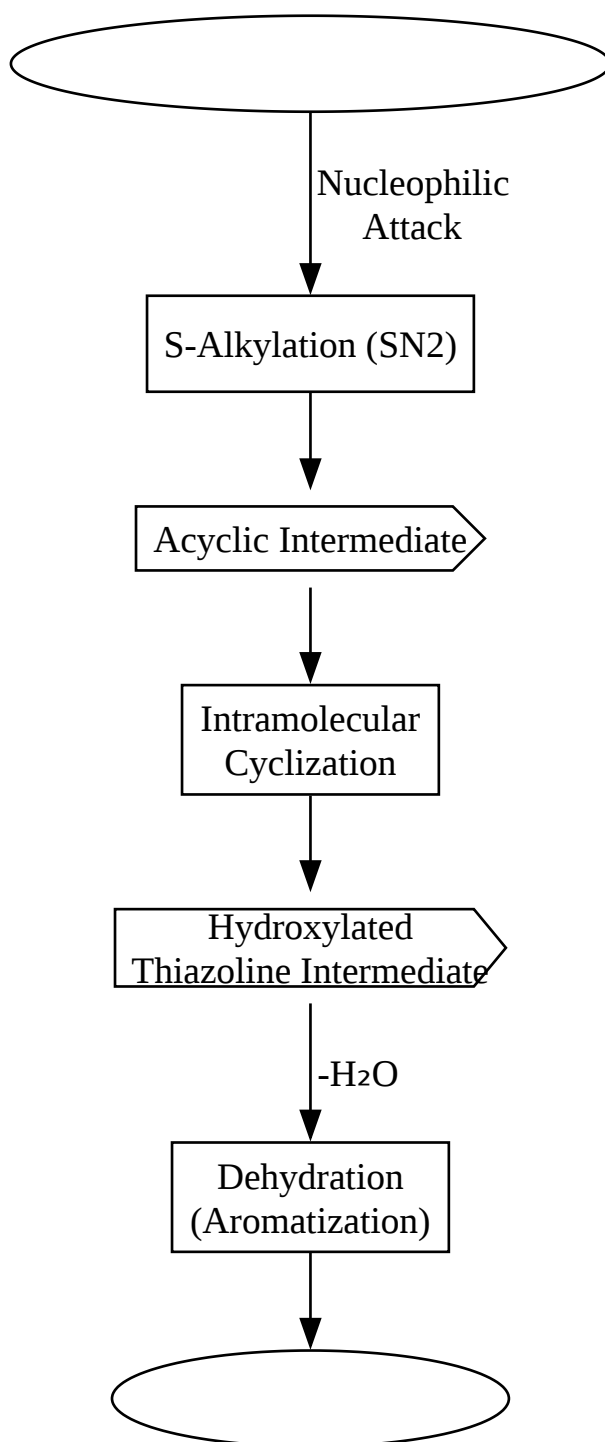 Nucleophilic
Attack
S-Alkylation (SN2)
Acyclic Intermediate
Intramolecular
Cyclization
Hydroxylated
Thiazoline Intermediate
-H₂O
Dehydration
(Aromatization)